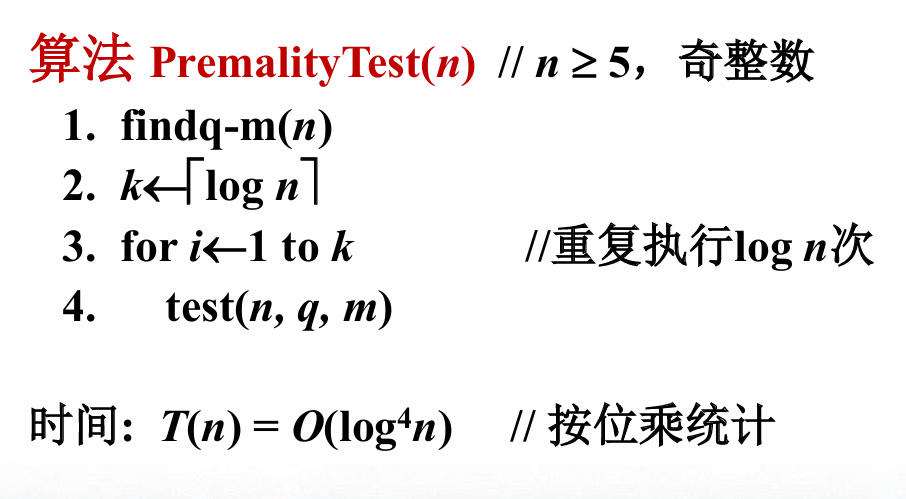 算法 PremalityTest(n) // n ≥ 5，奇整数
1. findq-m(n)
2. k←⌈log n⌉
3. for i←1 to k //重复执行log n次
4. test(n, q, m)
时间: T(n) = O(log⁴n) // 按位乘统计